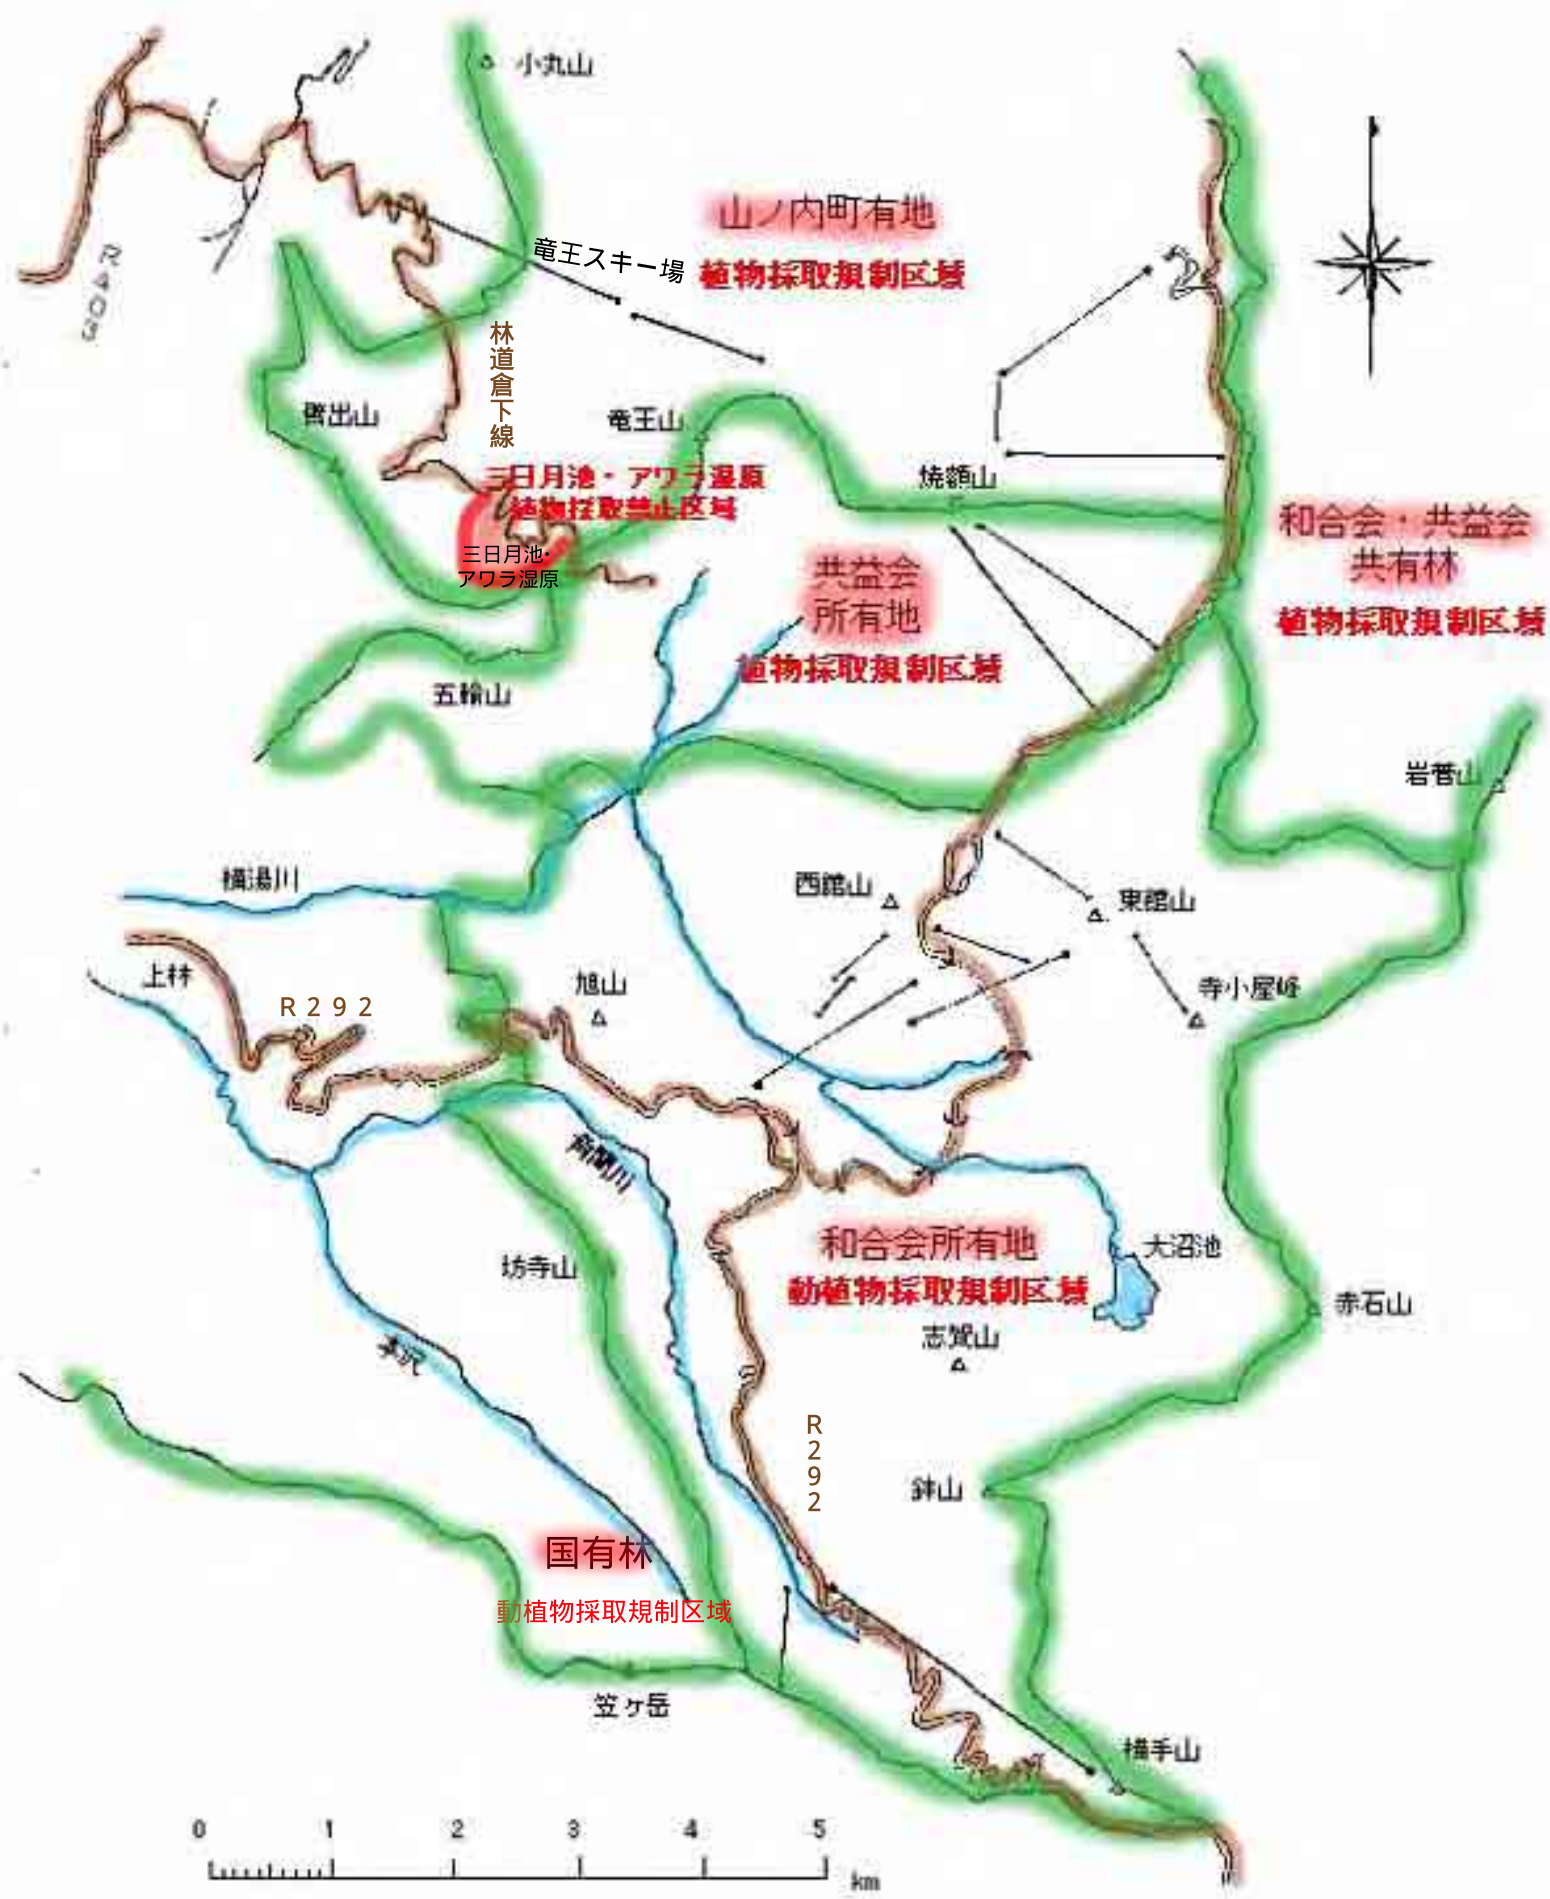 小丸山
R403
山ノ内町有地
植物採取規制区域
竜王スキー場
林道倉下線
竜王山
焼額山
三日月池・アワラ湿原
植物採取禁止区域
三日月池・
アワラ湿原
和合会・共益会
共有林
植物採取規制区域
共益会
所有地
植物採取規制区域
五輪山
岩菅山
横湯川
西館山
東館山
上林
R292
旭山
寺小屋峰
角間川
和合会所有地
動植物採取規制区域
大沼池
坊寺山
志賀山
赤石山
R292
鉢山
国有林
動植物採取規制区域
笠ヶ岳
横手山
0 1 2 3 4 5
km